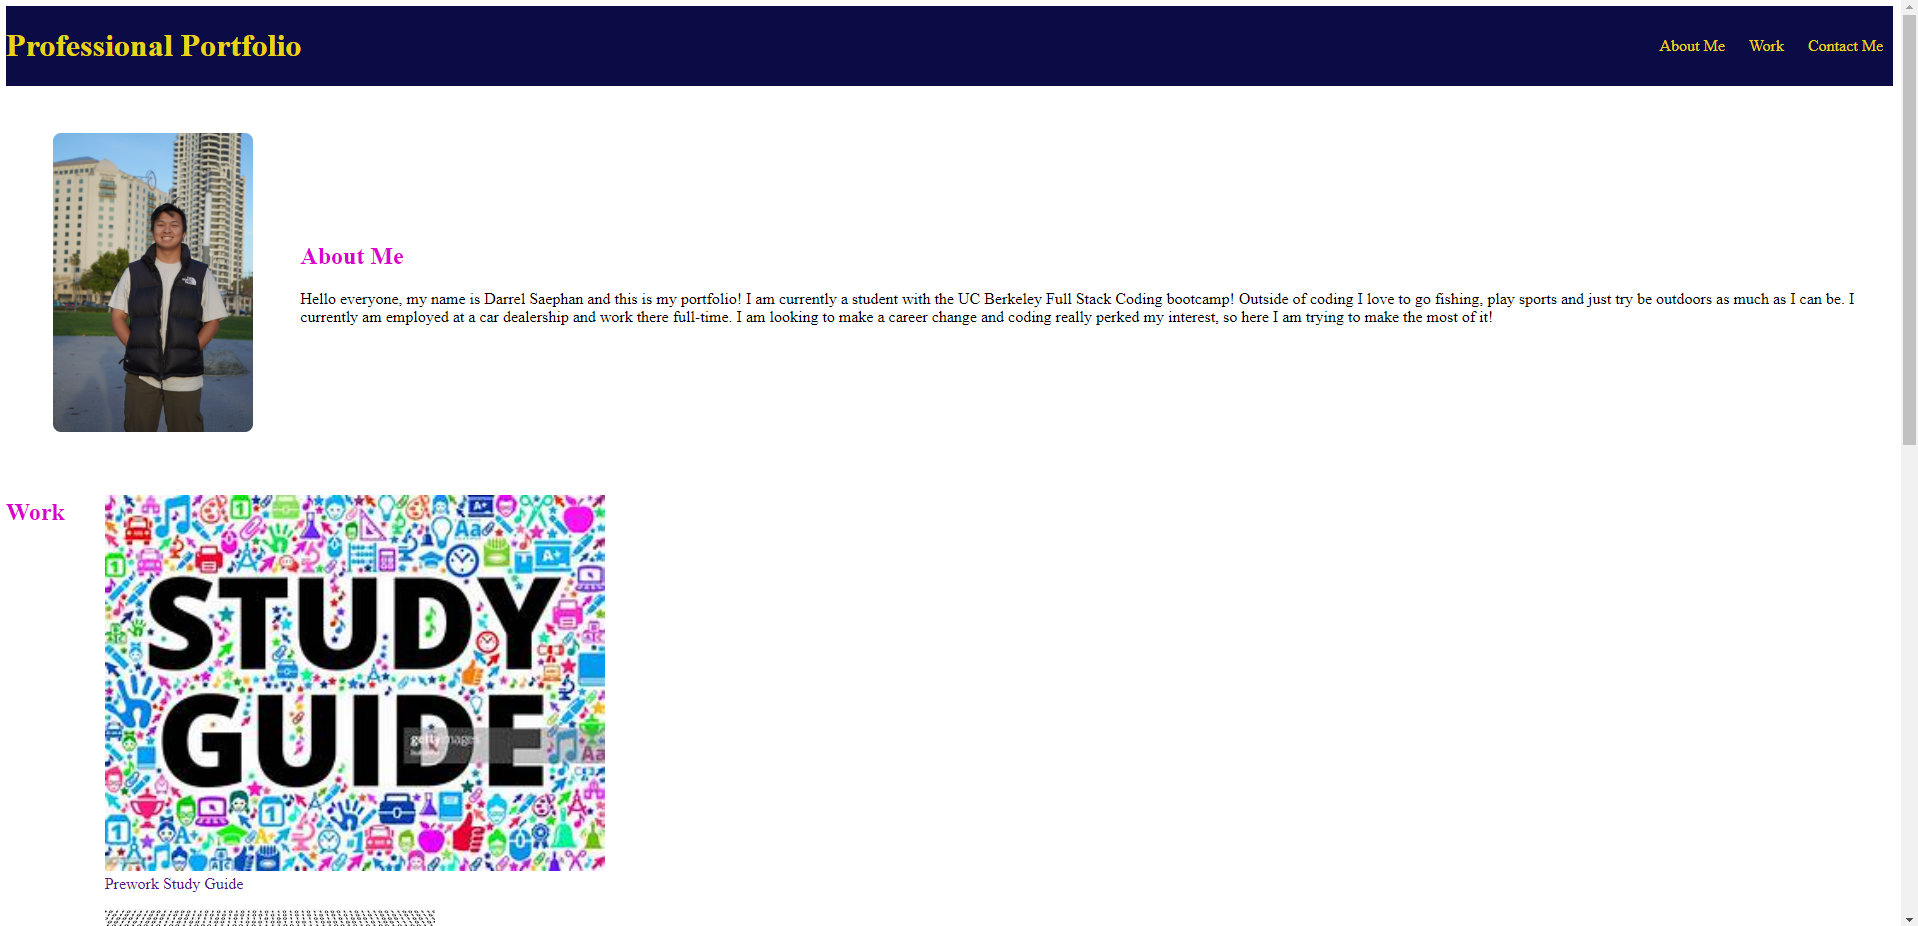 Professional Portfolio
About Me Work Contact Me
About Me
Hello everyone, my name is Darrel Saephan and this is my portfolio! I am currently a student with the UC Berkeley Full Stack Coding bootcamp! Outside of coding I love to go fishing, play sports and just try be outdoors as much as I can be. I
currently am employed at a car dealership and work there full-time. I am looking to make a career change and coding really perked my interest, so here I am trying to make the most of it!
Work
STUDY
GUIDE
gettyimages
Prework Study Guide